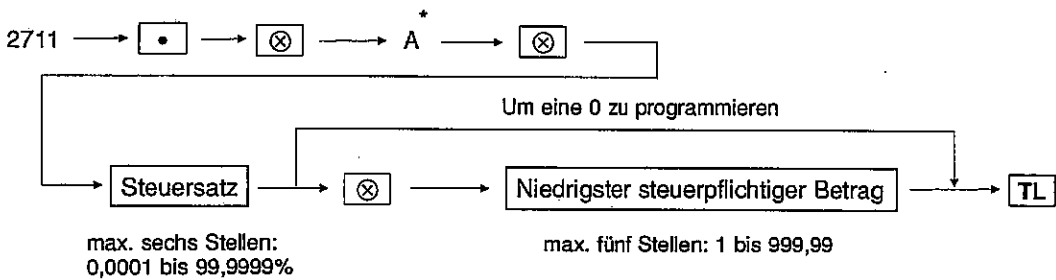 2711 → • → ⊗ → A* → ⊗
Um eine 0 zu programmieren
Steuersatz → ⊗ → Niedrigster steuerpflichtiger Betrag → TL
max. sechs Stellen:
0,0001 bis 99,9999%
max. fünf Stellen: 1 bis 999,99